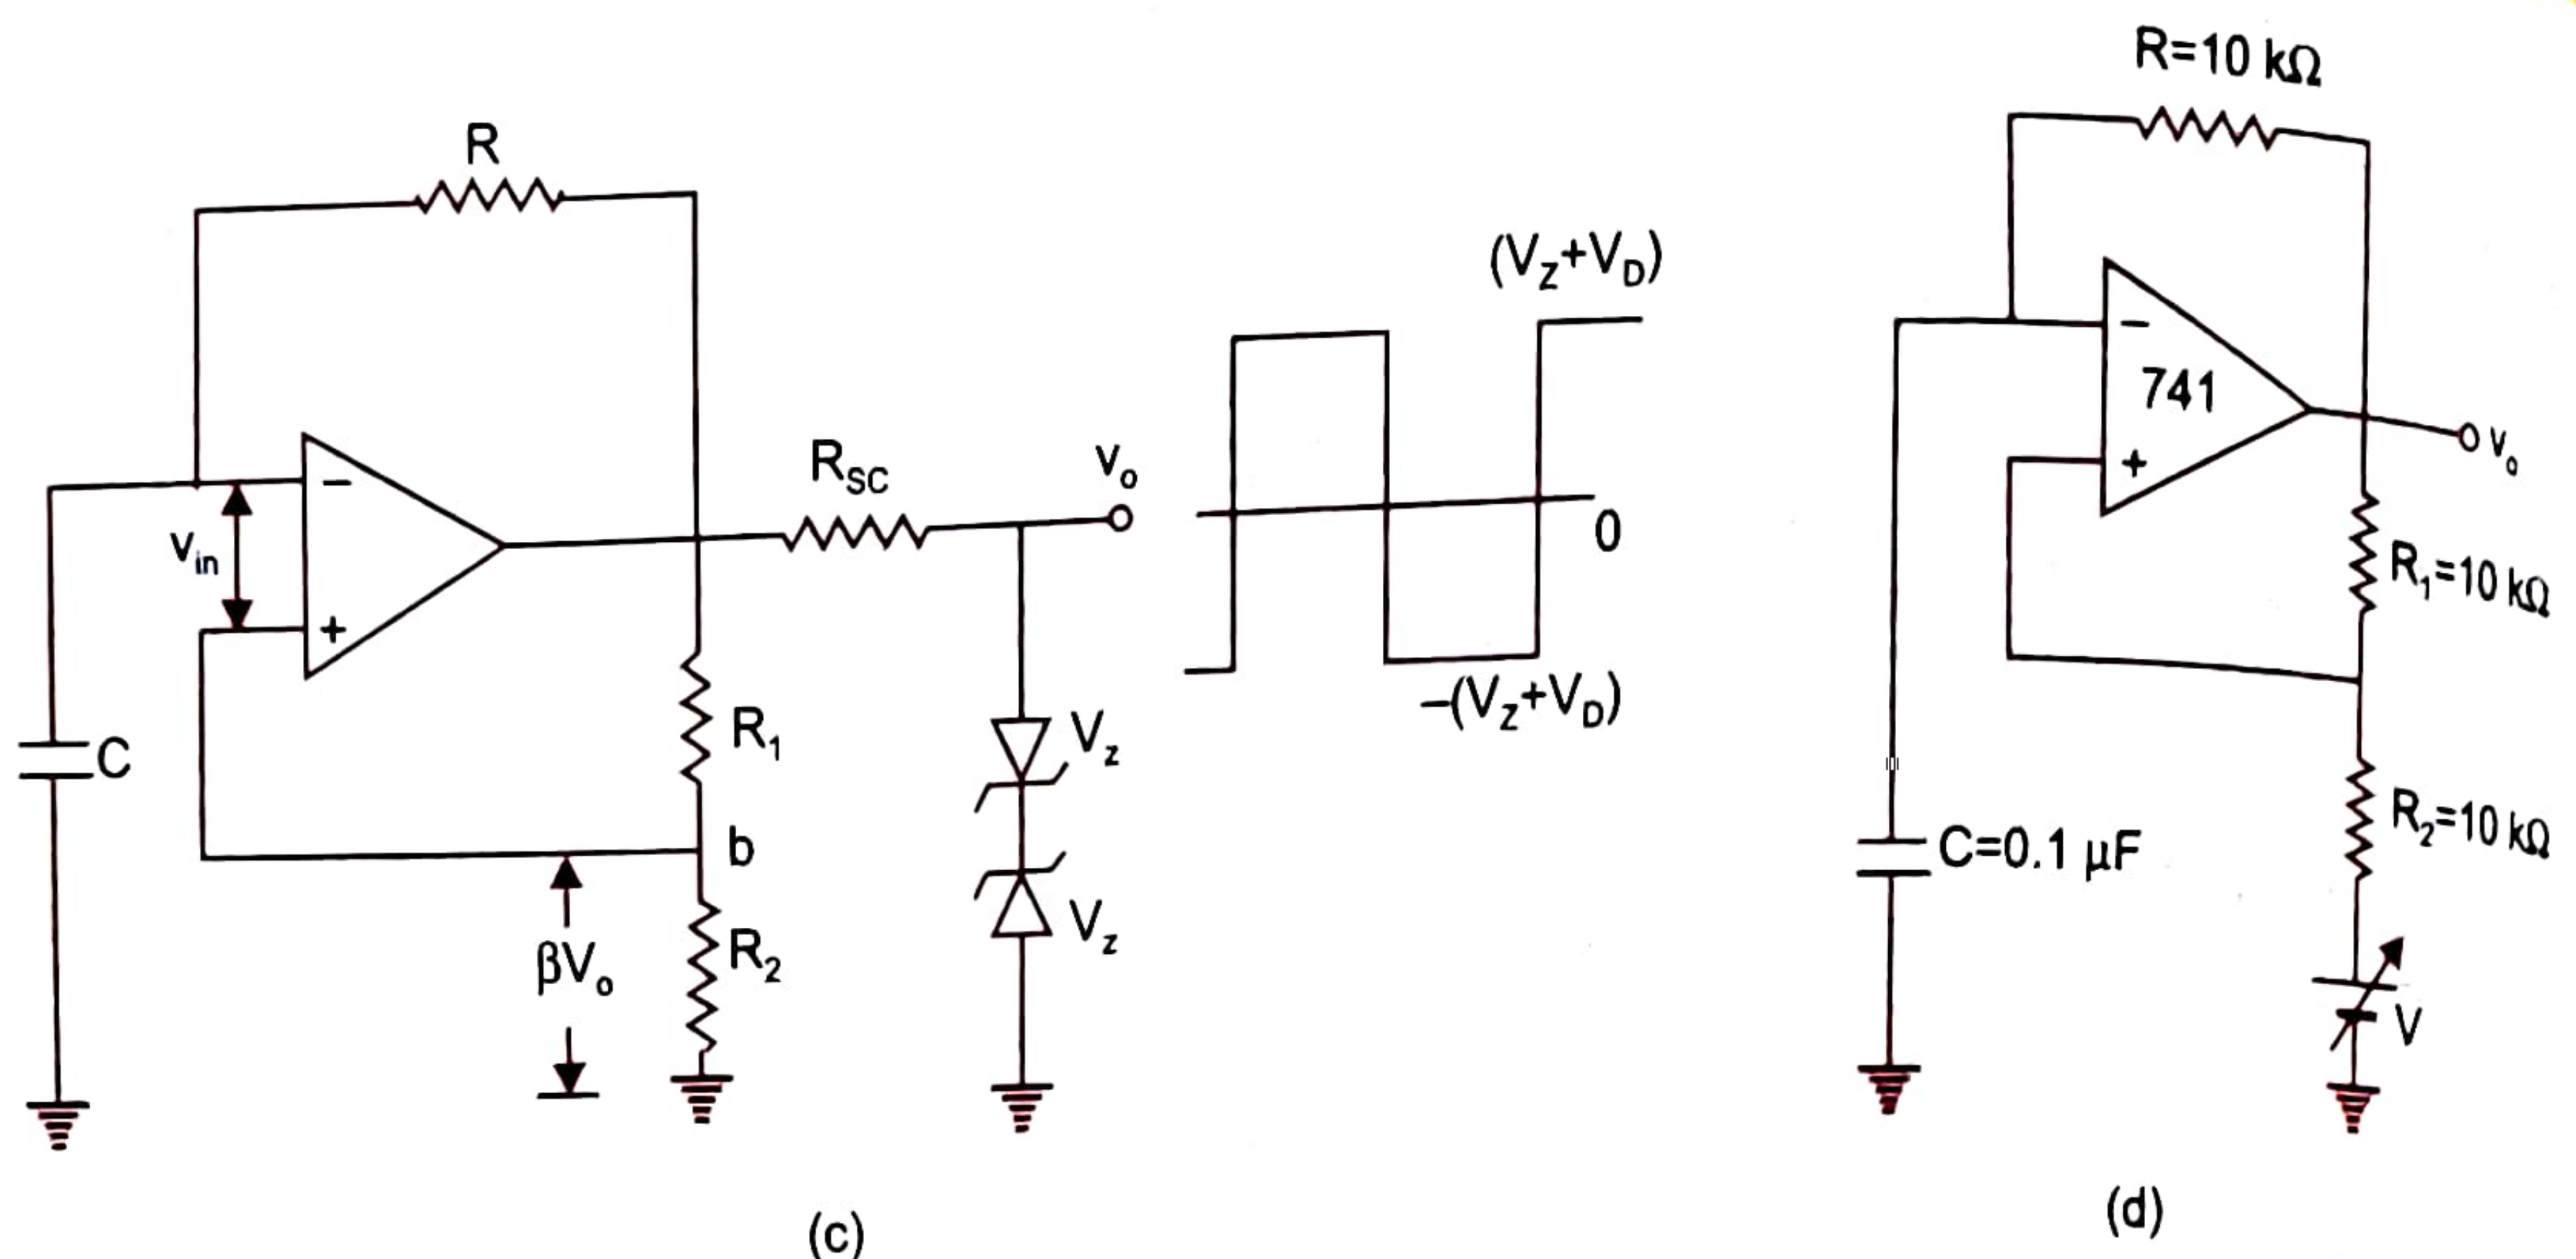 R
R_SC
v_o
v_in
−
+
C
R_1
b
βV_o
R_2
V_z
V_z
(V_Z+V_D)
0
−(V_Z+V_D)
(c)
R=10 kΩ
−
741
+
v_o
R_1=10 kΩ
R_2=10 kΩ
C=0.1 μF
V
(d)